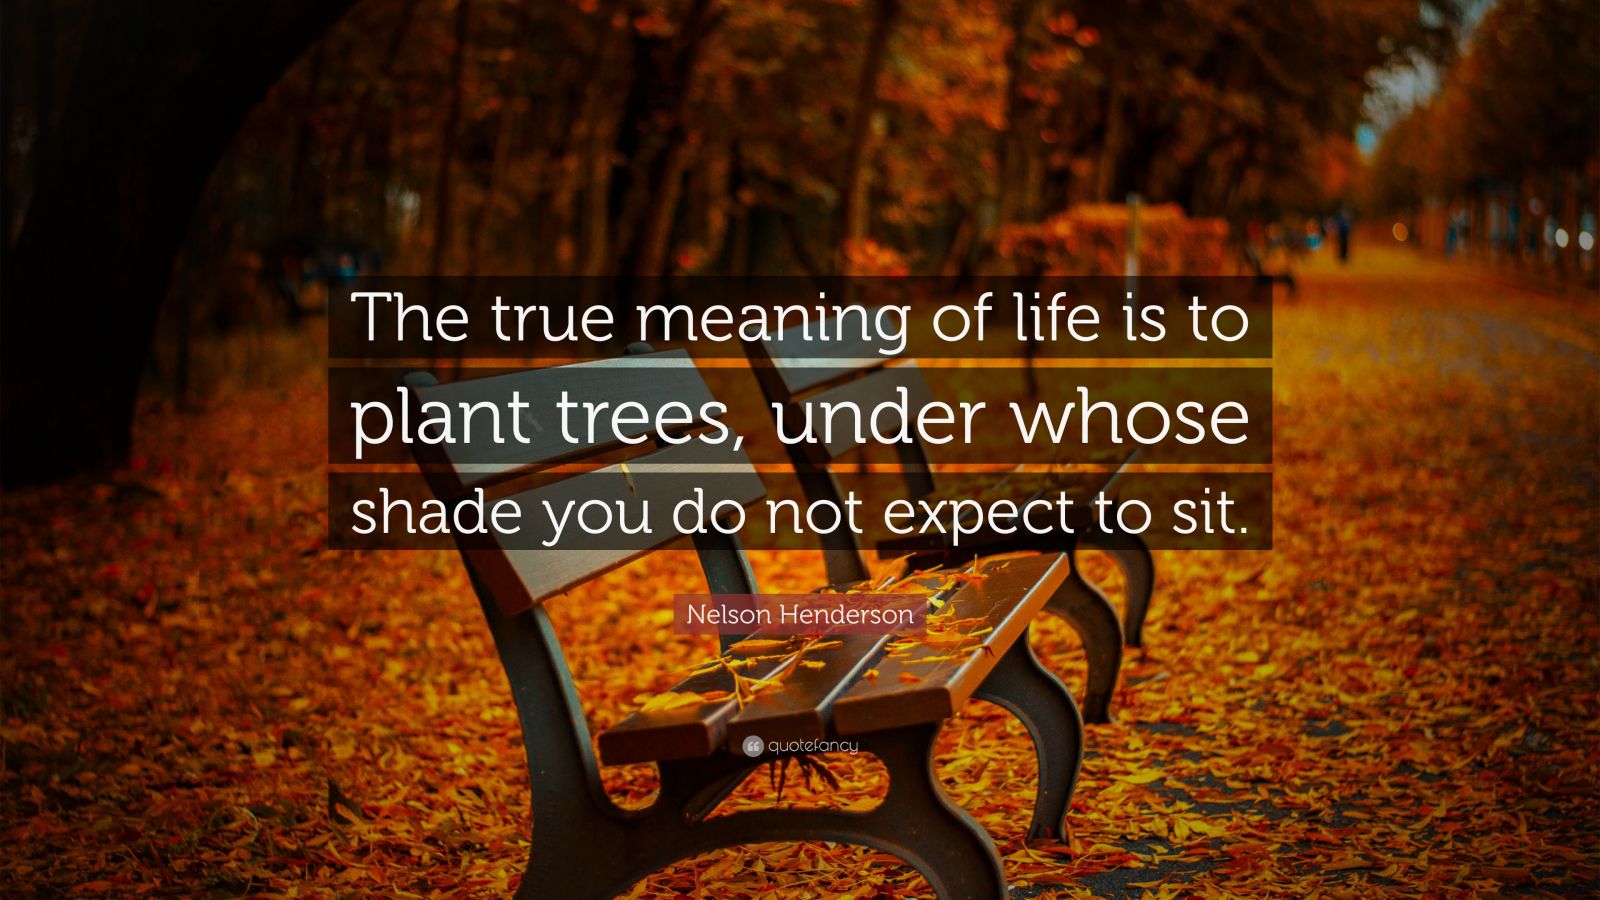 The true meaning of life is to
plant trees, under whose
shade you do not expect to sit.
Nelson Henderson
quotefancy